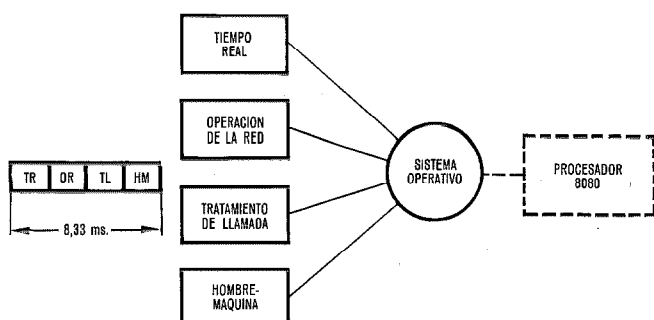 TIEMPO
REAL
OPERACION
DE LA RED
TR OR TL HM
8,33 ms.
SISTEMA
OPERATIVO
PROCESADOR
8080
TRATAMIENTO
DE LLAMADA
HOMBRE-
MAQUINA